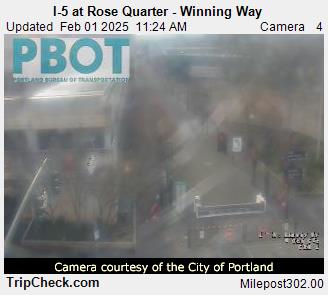 I-5 at Rose Quarter - Winning Way
Updated Feb 01 2025 11:24 AM Camera 4
PBOT
PORTLAND BUREAU OF TRANSPORTATION
Camera courtesy of the City of Portland
TripCheck.com Milepost302.00